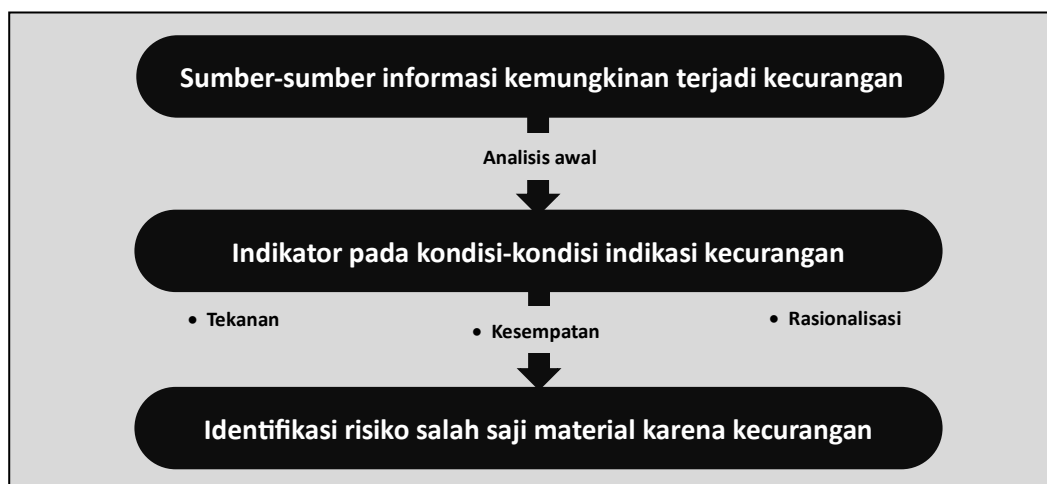 Sumber-sumber informasi kemungkinan terjadi kecurangan
Analisis awal
Indikator pada kondisi-kondisi indikasi kecurangan
• Tekanan
• Kesempatan
• Rasionalisasi
Identifikasi risiko salah saji material karena kecurangan